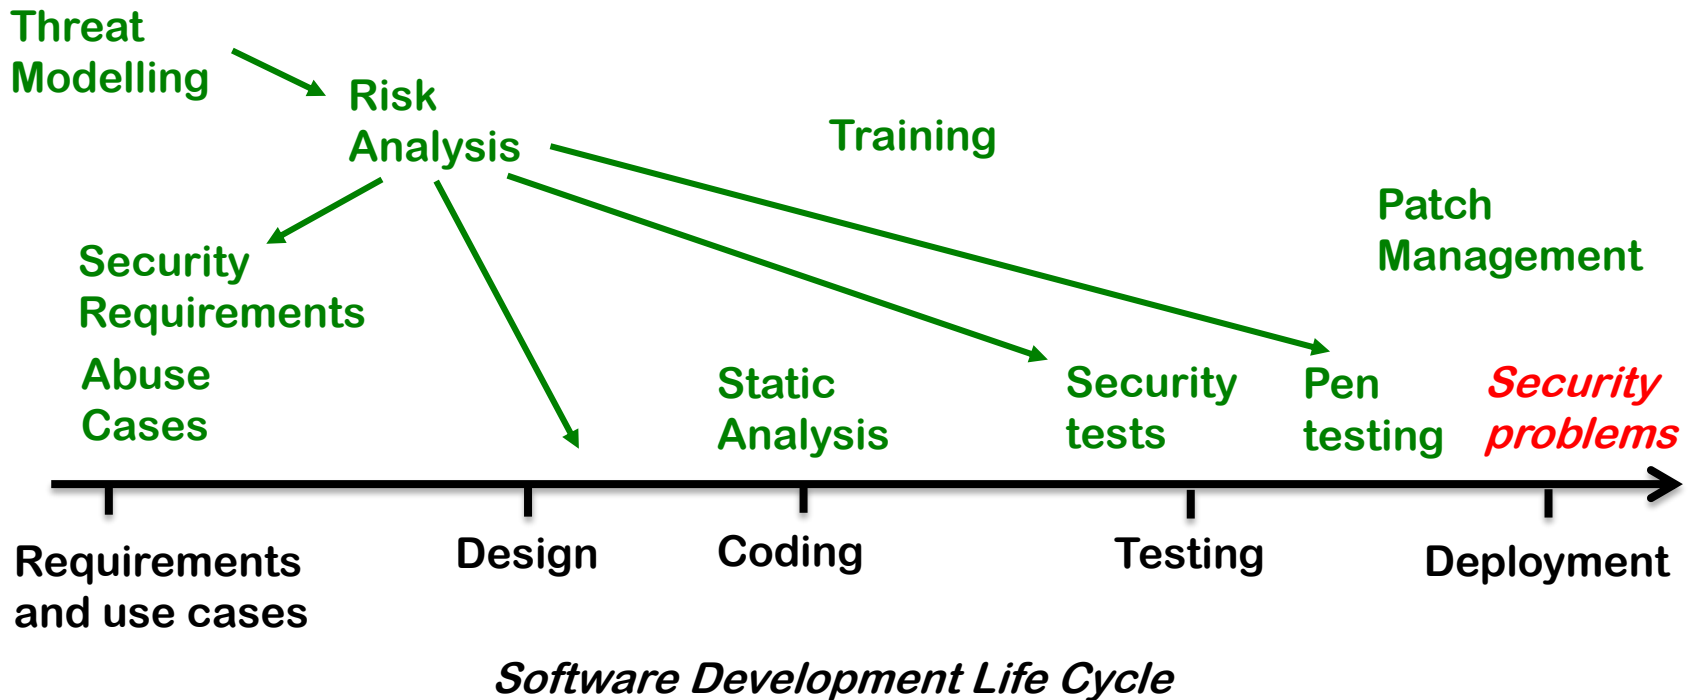 Threat
Modelling
Risk
Analysis
Training
Patch
Management
Security
Requirements
Abuse
Cases
Static
Analysis
Security
tests
Pen
testing
Security
problems
Requirements
and use cases
Design
Coding
Testing
Deployment
Software Development Life Cycle